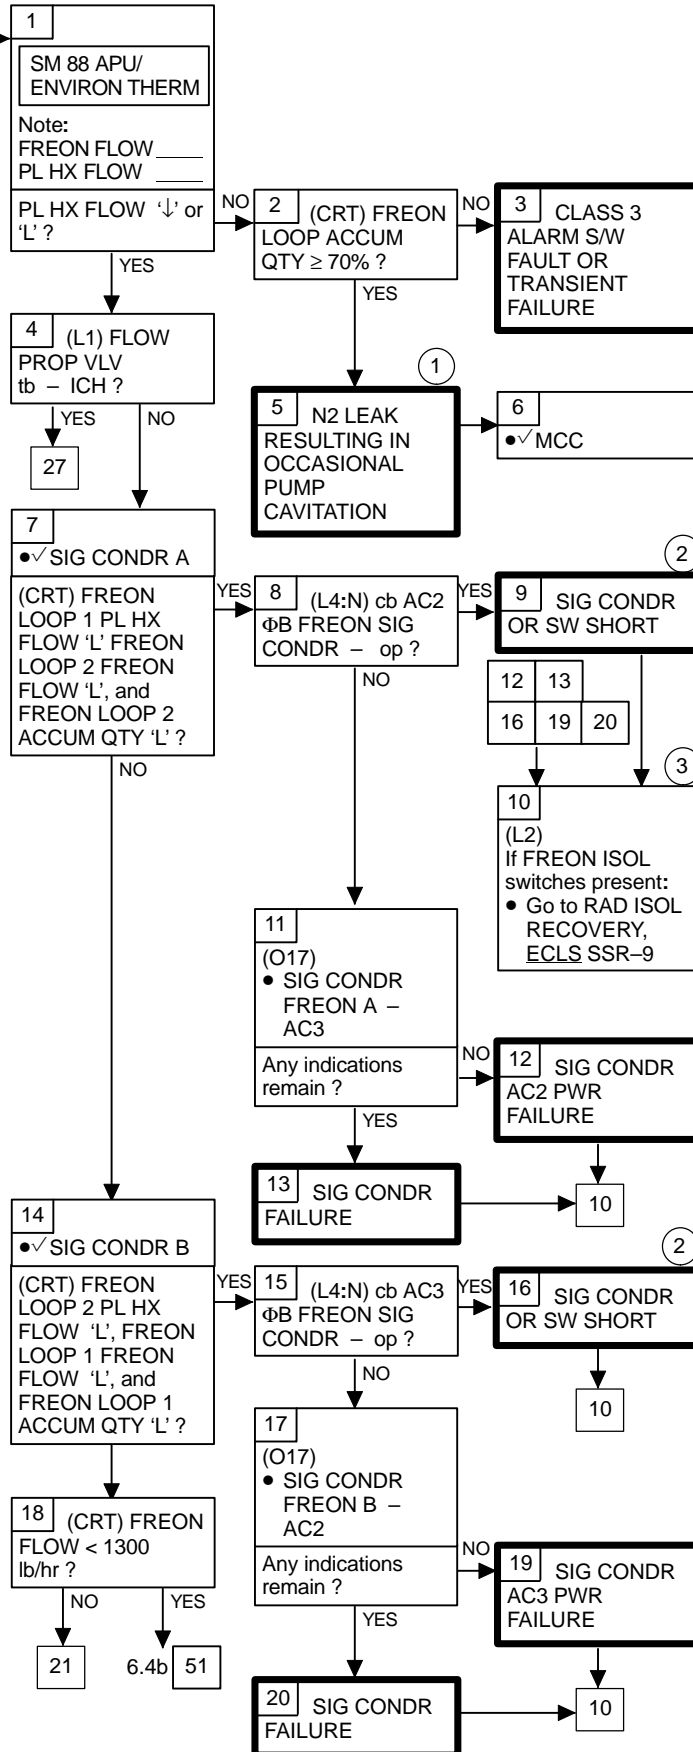 1
SM 88 APU/
ENVIRON THERM
Note:
FREEON FLOW ____
PL HX FLOW ____
PL HX FLOW '↓' or
'L' ?
NO
YES
2 (CRT) FREON
LOOP ACCUM
QTY ≥ 70% ?
NO
YES
3 CLASS 3
ALARM S/W
FAULT OR
TRANSIENT
FAILURE
4 (L1) FLOW
PROP VLV
tb – ICH ?
YES
NO
27
1
5 N2 LEAK
RESULTING IN
OCCASIONAL
PUMP
CAVITATION
6
●√MCC
7
●√SIG CONDR A
(CRT) FREON
LOOP 1 PL HX
FLOW 'L' FREON
LOOP 2 FREON
FLOW 'L', and
FREON LOOP 2
ACCUM QTY 'L' ?
YES
NO
8 (L4:N) cb AC2
ΦB FREON SIG
CONDR – op ?
YES
NO
2
9 SIG CONDR
OR SW SHORT
12 13
16 19 20
3
10
(L2)
If FREON ISOL
switches present:
● Go to RAD ISOL
RECOVERY,
ECLS SSR–9
11
(O17)
● SIG CONDR
FREON A –
AC3
Any indications
remain ?
NO
YES
12 SIG CONDR
AC2 PWR
FAILURE
13 SIG CONDR
FAILURE
10
14
●√SIG CONDR B
(CRT) FREON
LOOP 2 PL HX
FLOW 'L', FREON
LOOP 1 FREON
FLOW 'L', and
FREON LOOP 1
ACCUM QTY 'L' ?
YES
15 (L4:N) cb AC3
ΦB FREON SIG
CONDR – op ?
YES
NO
2
16 SIG CONDR
OR SW SHORT
10
17
(O17)
● SIG CONDR
FREON B –
AC2
Any indications
remain ?
NO
YES
18 (CRT) FREON
FLOW < 1300
lb/hr ?
NO
YES
21
6.4b 51
19 SIG CONDR
AC3 PWR
FAILURE
20 SIG CONDR
FAILURE
10